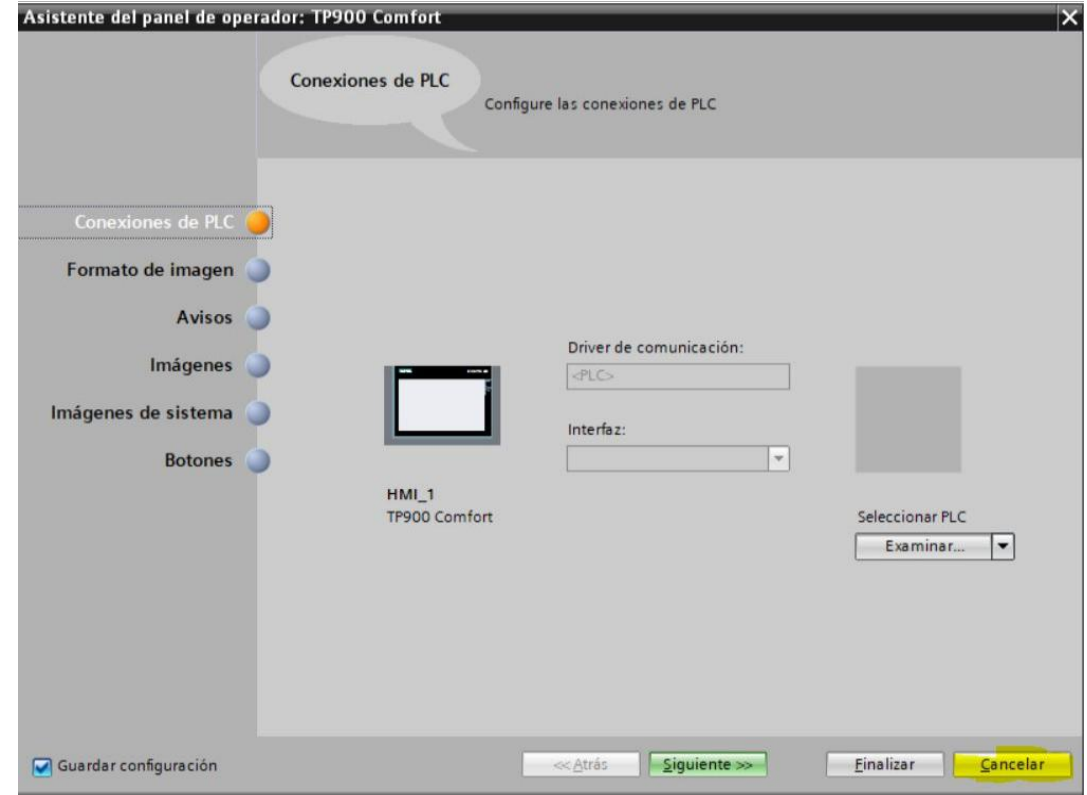 Asistente del panel de operador: TP900 Comfort
Conexiones de PLC
Configure las conexiones de PLC
Conexiones de PLC
Formato de imagen
Avisos
Imágenes
Imágenes de sistema
Botones
Driver de comunicación:
<PLC>
Interfaz:
HMI_1
TP900 Comfort
Seleccionar PLC
Examinar...
Guardar configuración
<< Atrás
Siguiente >>
Finalizar
Cancelar